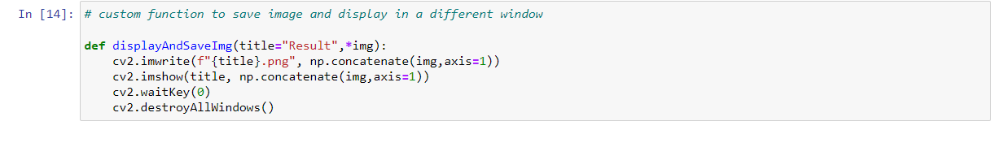 In [14]: # custom function to save image and display in a different window
def displayAndSaveImg(title="Result",*img):
    cv2.imwrite(f"{title}.png", np.concatenate(img,axis=1))
    cv2.imshow(title, np.concatenate(img,axis=1))
    cv2.waitKey(0)
    cv2.destroyAllWindows()